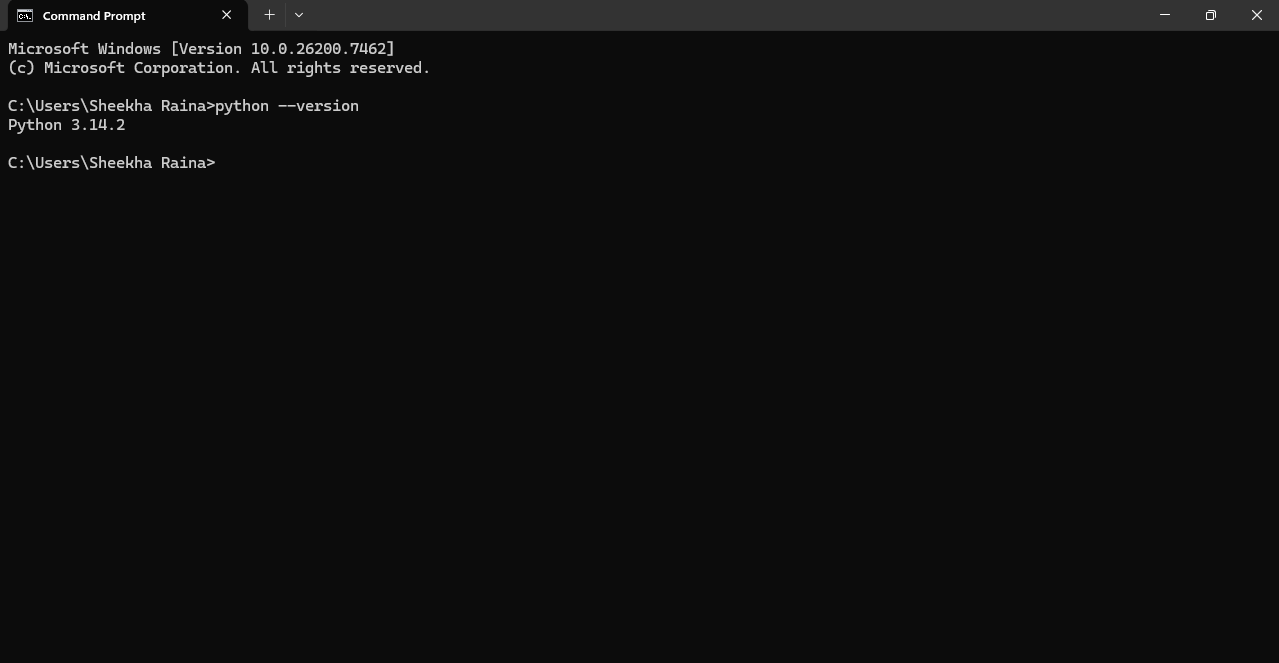 Command Prompt
Microsoft Windows [Version 10.0.26200.7462]
(c) Microsoft Corporation. All rights reserved.
C:\Users\Sheekha Raina>python --version
Python 3.14.2
C:\Users\Sheekha Raina>